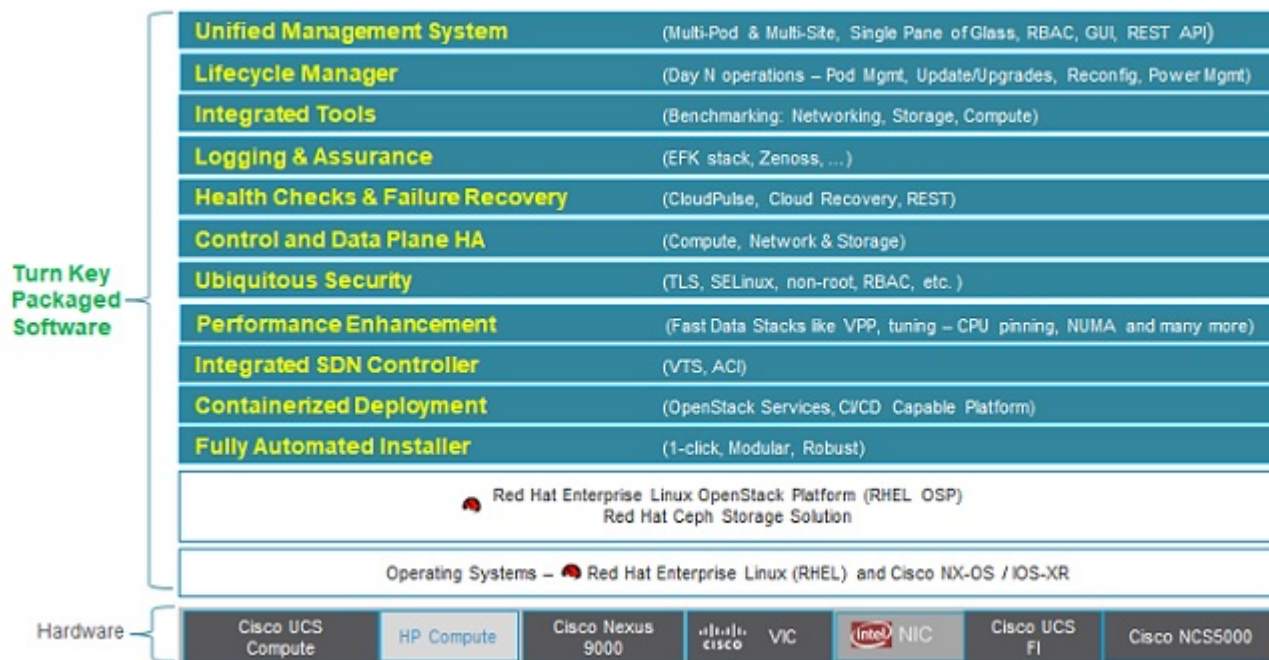 Unified Management System (Multi-Pod & Multi-Site, Single Pane of Glass, RBAC, GUI, REST API)
Lifecycle Manager (Day N operations – Pod Mgmt, Update/Upgrades, Reconfig, Power Mgmt)
Integrated Tools (Benchmarking: Networking, Storage, Compute)
Logging & Assurance (EFK stack, Zenoss, ...)
Health Checks & Failure Recovery (CloudPulse, Cloud Recovery, REST)
Control and Data Plane HA (Compute, Network & Storage)
Ubiquitous Security (TLS, SELinux, non-root, RBAC, etc. )
Performance Enhancement (Fast Data Stacks like VPP, tuning – CPU pinning, NUMA and many more)
Integrated SDN Controller (VTS, ACI)
Containerized Deployment (OpenStack Services, CI/CD Capable Platform)
Fully Automated Installer (1-click, Modular, Robust)
Turn Key
Packaged
Software
Red Hat Enterprise Linux OpenStack Platform (RHEL OSP)
Red Hat Ceph Storage Solution
Operating Systems – Red Hat Enterprise Linux (RHEL) and Cisco NX-OS / IOS-XR
Hardware
Cisco UCS
Compute
HP Compute
Cisco Nexus
9000
CISCO VIC
intel NIC
Cisco UCS
FI
Cisco NCS5000